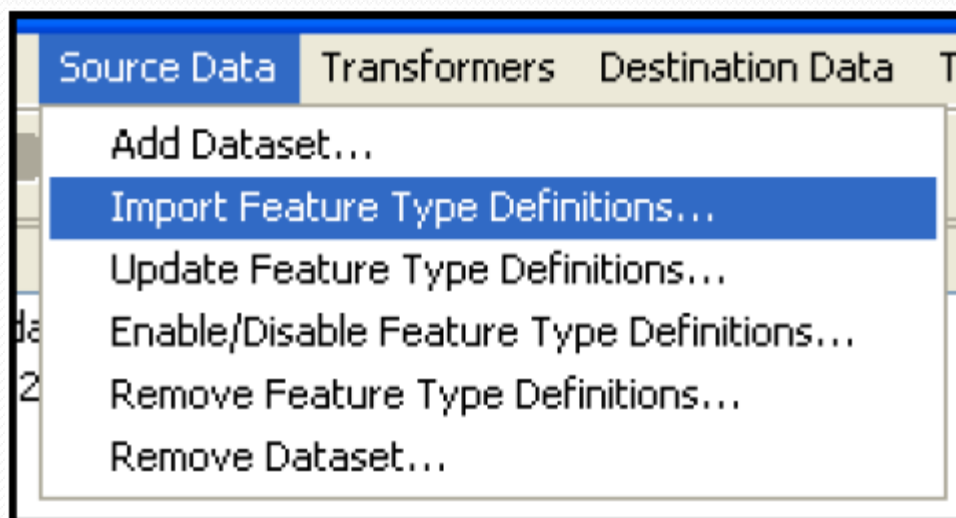 Source Data Transformers Destination Data T
Add Dataset...
Import Feature Type Definitions...
Update Feature Type Definitions...
Enable/Disable Feature Type Definitions...
Remove Feature Type Definitions...
Remove Dataset...